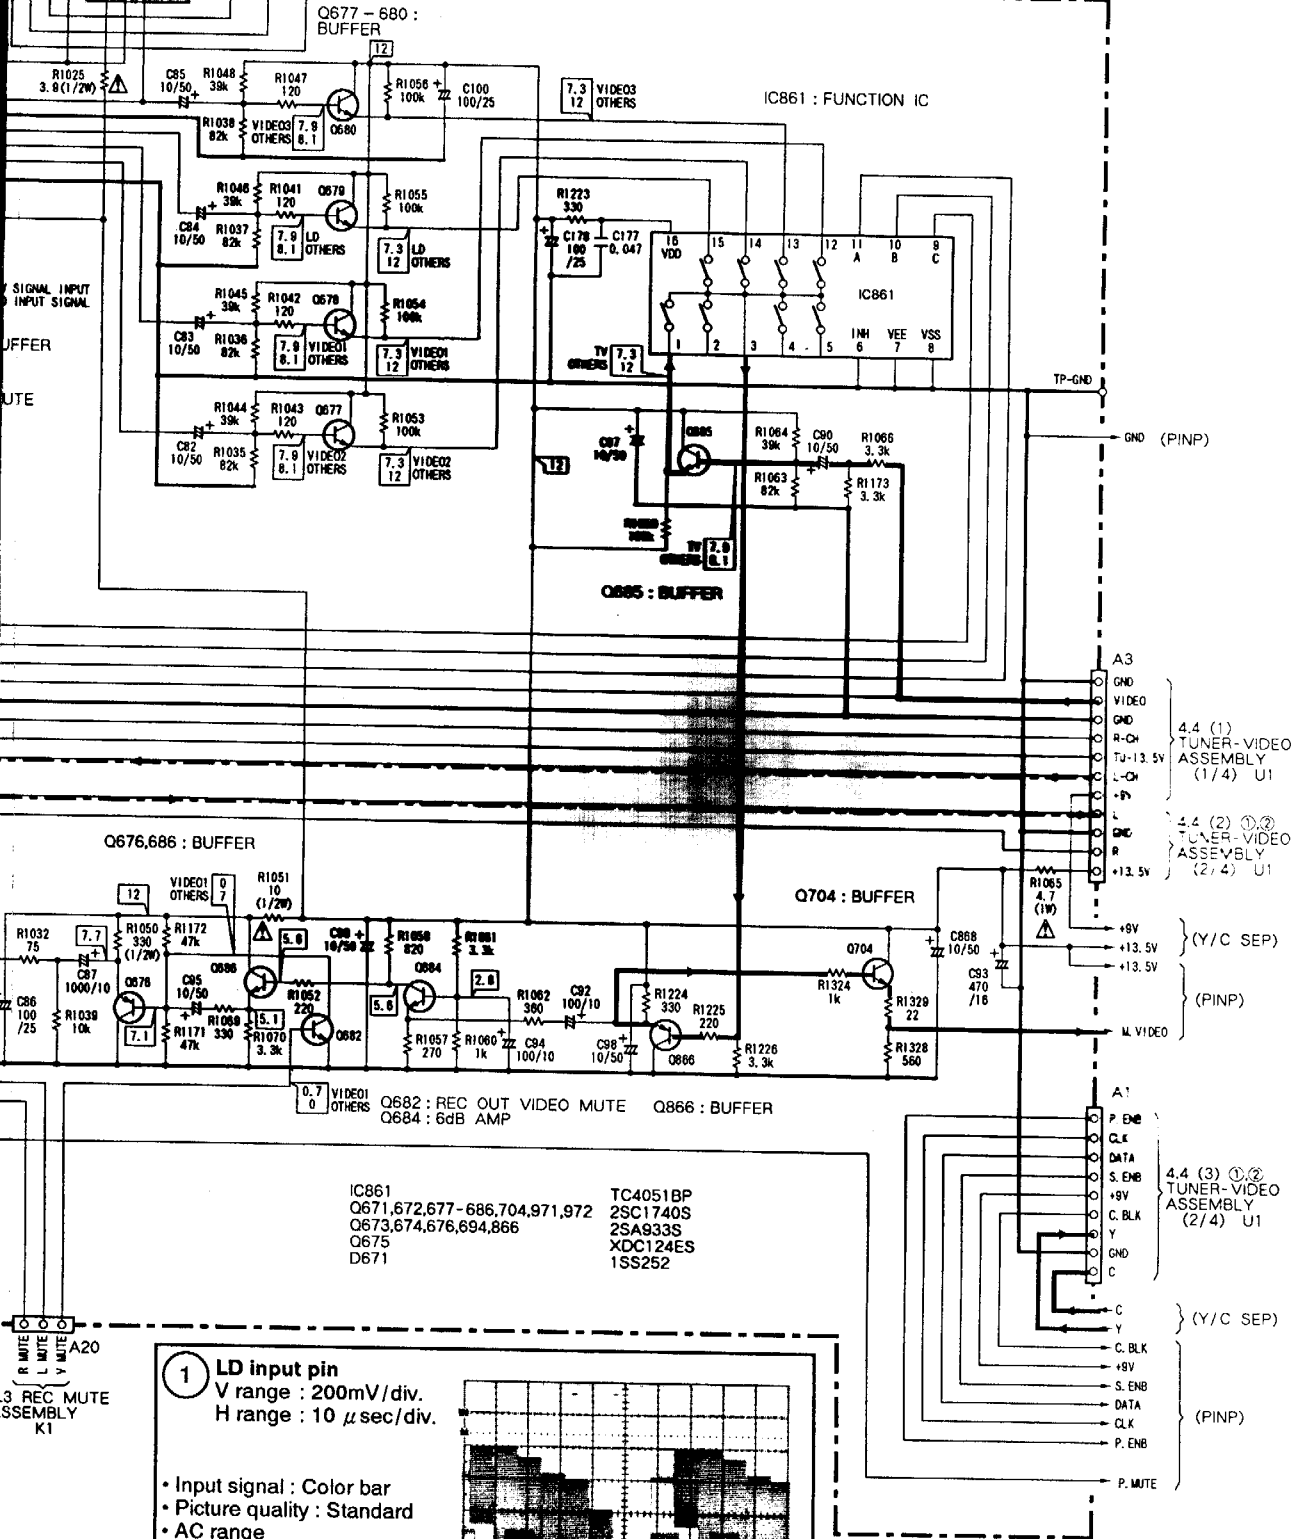 Q677 - 680 :
BUFFER
12
R1025
3.9(1/2W)
C85
10/50
R1048
39k
R1047
120
R1038
82k
VIDEO3
OTHERS
7.9
8.1
Q680
R1056
100k
C100
100/25
7.3
12
VIDEO3
OTHERS
IC861 : FUNCTION IC
R1046
39k
R1041
120
Q679
R1055
100k
C84
10/50
R1037
82k
7.9
8.1
LD
OTHERS
7.3
12
LD
OTHERS
R1223
330
C178
100
/25
C177
0.047
16
VDD
15
14
13
12
11
A
10
B
9
C
IC861
1
2
3
4
5
INH
6
VEE
7
VSS
8
SIGNAL INPUT
INPUT SIGNAL
R1045
39k
R1042
120
Q678
R1054
100k
C83
10/50
R1036
82k
7.9
8.1
VIDEO1
OTHERS
7.3
12
VIDEO1
OTHERS
TV
OTHERS
7.3
12
UFFER
UTE
TP-GND
R1044
39k
R1043
120
Q677
R1053
100k
C82
10/50
R1035
82k
7.9
8.1
VIDEO2
OTHERS
7.3
12
VIDEO2
OTHERS
12
C97
10/50
Q685
R1064
39k
C90
10/50
R1066
3.3k
R1063
82k
R1173
3.3k
GND (PINP)
TV
OTHERS
7.9
8.1
Q685 : BUFFER
A3
GND
VIDEO
GND
R-CH
TU-13.5V
L-CH
+9V
L
GND
R
+13.5V
4.4 (1)
TUNER-VIDEO
ASSEMBLY
(1/4) U1
4.4 (2) ①,②
TUNER-VIDEO
ASSEMBLY
(2/4) U1
Q676,686 : BUFFER
VIDEO1
OTHERS
0
7
R1051
10
(1/2W)
12
R1032
75
7.7
R1050
330
(1/2W)
R1172
47k
5.8
C87
1000/10
Q676
C95
10/50
Q686
R1052
220
C86
100
/25
R1039
10k
7.1
R1171
47k
R1069
330
5.1
R1070
3.3k
Q682
10/50
R1058
820
R1061
3.3k
Q684
2.8
5.8
R1057
270
R1060
1k
R1062
360
C92
100/10
C94
100/10
C98
10/50
R1224
330
R1225
220
Q866
R1226
3.3k
Q704 : BUFFER
Q704
R1324
1k
R1329
22
R1328
560
C868
10/50
C93
470
/16
R1065
4.7
(1W)
+9V
+13.5V
(Y/C SEP)
+13.5V
(PINP)
M.VIDEO
0.7
0
VIDEO1
OTHERS
Q682 : REC OUT VIDEO MUTE
Q684 : 6dB AMP
Q866 : BUFFER
A1
P.ENB
CLK
DATA
S.ENB
+9V
C.BLK
Y
GND
C
4.4 (3) ①,②
TUNER-VIDEO
ASSEMBLY
(2/4) U1
IC861 TC4051BP
Q671,672,677-686,704,971,972 2SC1740S
Q673,674,676,694,866 2SA933S
Q675 XDC124ES
D671 1SS252
C
Y
(Y/C SEP)
C.BLK
+9V
S.ENB
DATA
CLK
P.ENB
(PINP)
P.MUTE
R MUTE
L MUTE
V MUTE
A20
.3 REC MUTE
SSEMBLY
K1
1
LD input pin
V range : 200mV/div.
H range : 10 μsec/div.
• Input signal : Color bar
• Picture quality : Standard
• AC range